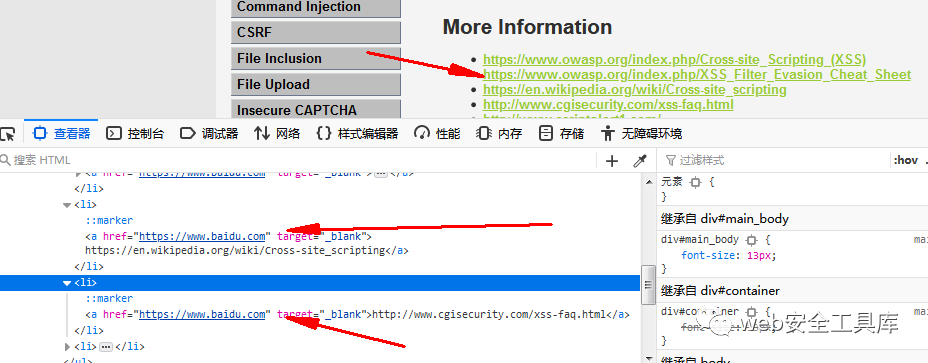 Command Injection
CSRF
File Inclusion
File Upload
Insecure CAPTCHA
More Information
https://www.owasp.org/index.php/Cross-site_Scripting_(XSS)
https://www.owasp.org/index.php/XSS_Filter_Evasion_Cheat_Sheet
https://en.wikipedia.org/wiki/Cross-site_scripting
http://www.cgisecurity.com/xss-faq.html
http://www.scriptalert1.com/
查看器 控制台 调试器 网络 样式编辑器 性能 内存 存储 无障碍环境
搜索 HTML
<a href="https://www.baidu.com" target="_blank"></a>
</li>
<li>
::marker
<a href="https://www.baidu.com" target="_blank">
https://en.wikipedia.org/wiki/Cross-site_scripting</a>
</li>
<li>
::marker
<a href="https://www.baidu.com" target="_blank">http://www.cgisecurity.com/xss-faq.html</a>
</li>
<li></li>
</ul>
过滤样式 :hov .
元素 {
}
继承自 div#main_body
div#main_body { mai
font-size: 13px;
}
继承自 div#container
div#container {
font-size: 13px;
}
继承自 body
web安全工具库